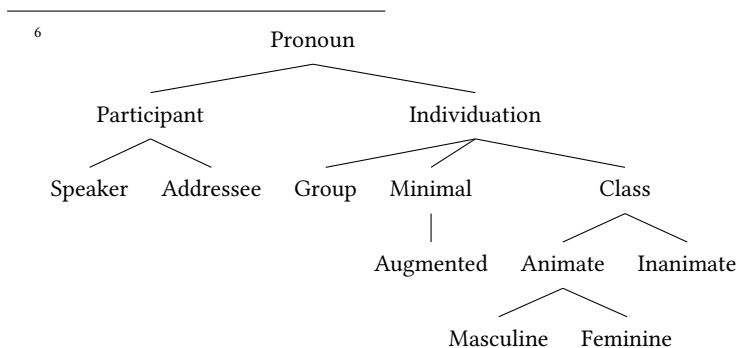 6
Pronoun
Participant Individuation
Speaker Addressee Group Minimal Class
Augmented Animate Inanimate
Masculine Feminine